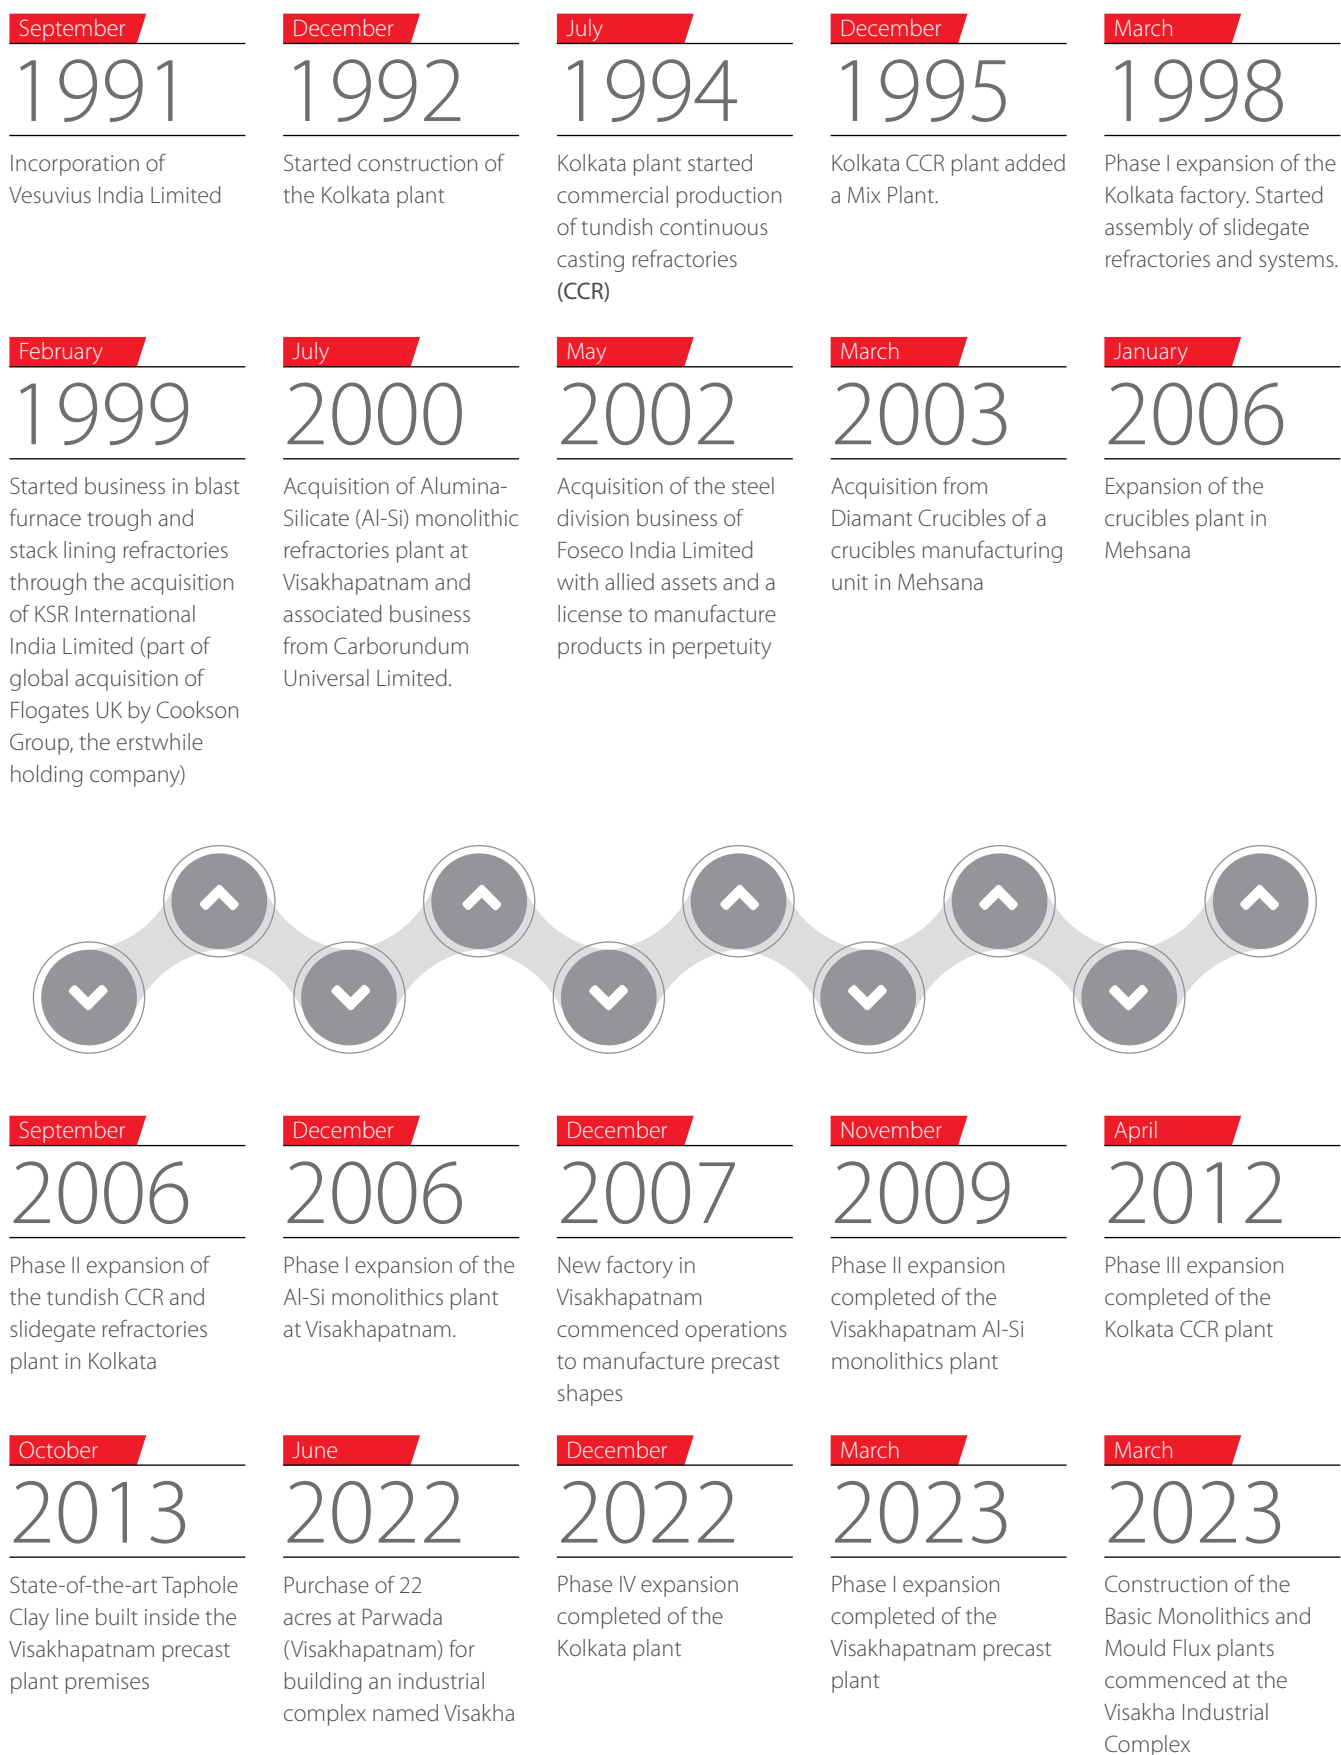 September
1991
Incorporation of
Vesuvius India Limited
December
1992
Started construction of
the Kolkata plant
July
1994
Kolkata plant started
commercial production
of tundish continuous
casting refractories
(CCR)
December
1995
Kolkata CCR plant added
a Mix Plant.
March
1998
Phase I expansion of the
Kolkata factory. Started
assembly of slidegate
refractories and systems.
February
1999
Started business in blast
furnace trough and
stack lining refractories
through the acquisition
of KSR International
India Limited (part of
global acquisition of
Flogates UK by Cookson
Group, the erstwhile
holding company)
July
2000
Acquisition of Alumina-
Silicate (Al-Si) monolithic
refractories plant at
Visakhapatnam and
associated business
from Carborundum
Universal Limited.
May
2002
Acquisition of the steel
division business of
Foseco India Limited
with allied assets and a
license to manufacture
products in perpetuity
March
2003
Acquisition from
Diamant Crucibles of a
crucibles manufacturing
unit in Mehsana
January
2006
Expansion of the
crucibles plant in
Mehsana
September
2006
Phase II expansion of
the tundish CCR and
slidegate refractories
plant in Kolkata
December
2006
Phase I expansion of the
Al-Si monolithics plant
at Visakhapatnam.
December
2007
New factory in
Visakhapatnam
commenced operations
to manufacture precast
shapes
November
2009
Phase II expansion
completed of the
Visakhapatnam Al-Si
monolithics plant
April
2012
Phase III expansion
completed of the
Kolkata CCR plant
October
2013
State-of-the-art Taphole
Clay line built inside the
Visakhapatnam precast
plant premises
June
2022
Purchase of 22
acres at Parwada
(Visakhapatnam) for
building an industrial
complex named Visakha
December
2022
Phase IV expansion
completed of the
Kolkata plant
March
2023
Phase I expansion
completed of the
Visakhapatnam precast
plant
March
2023
Construction of the
Basic Monolithics and
Mould Flux plants
commenced at the
Visakha Industrial
Complex